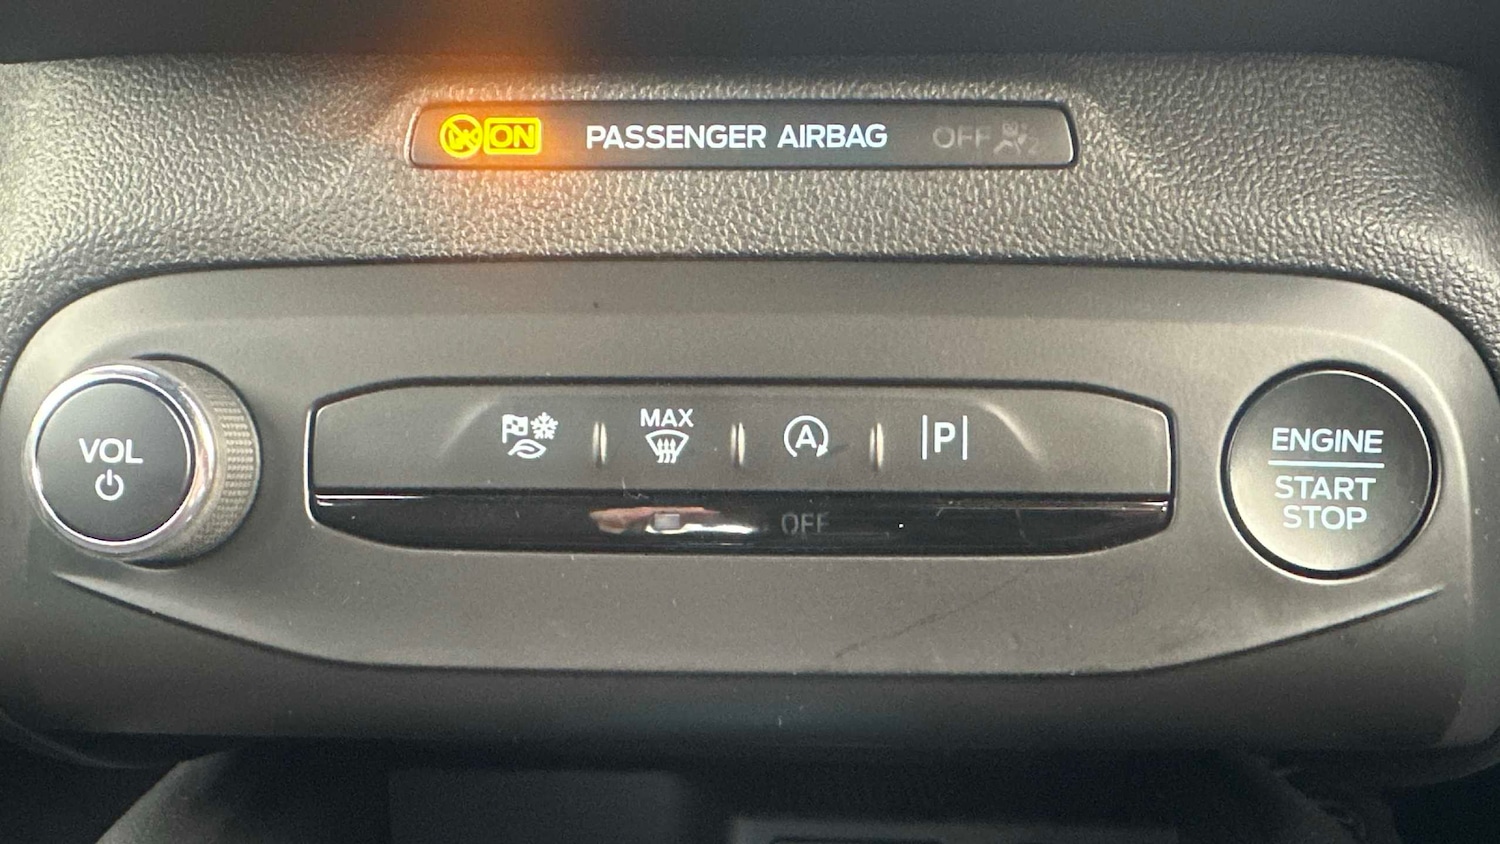 ON PASSENGER AIRBAG OFF
VOL
MAX
A
P
OFF
ENGINE
START
STOP